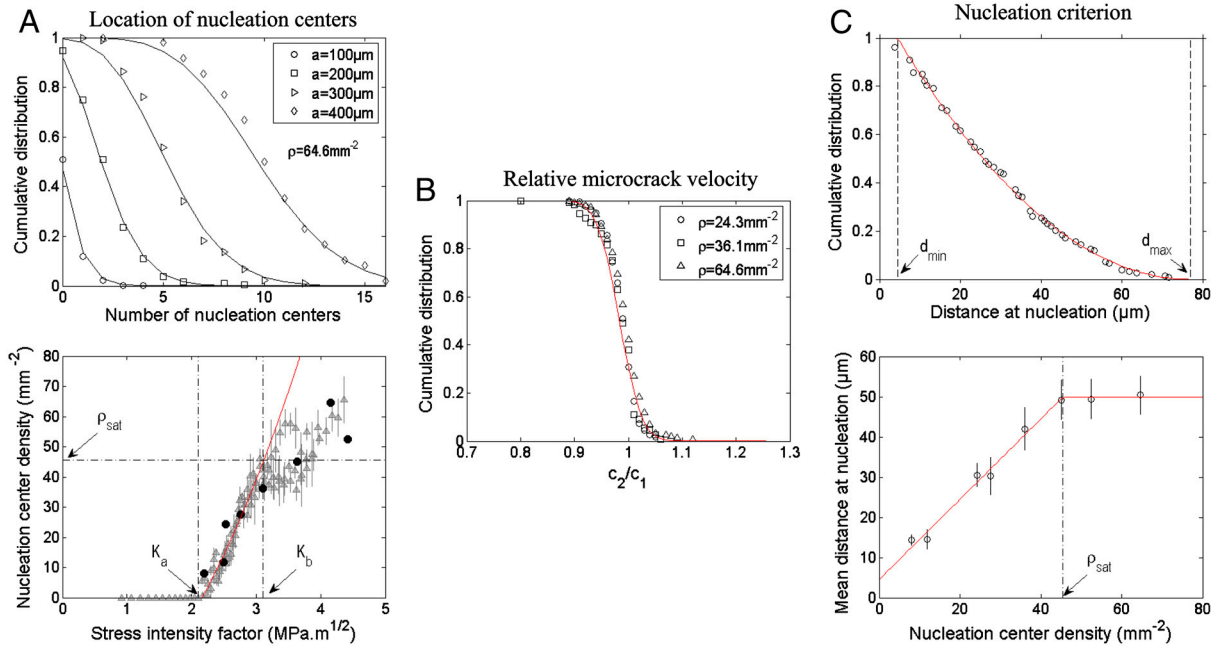 A
Location of nucleation centers
1
0.8
0.6
0.4
0.2
0
0
5
10
15
Cumulative distribution
Number of nucleation centers
a=100µm
a=200µm
a=300µm
a=400µm
ρ=64.6mm⁻²
80
70
60
50
40
30
20
10
0
0
1
2
3
4
5
Nucleation center density (mm⁻²)
Stress intensity factor (MPa.m^1/2)
ρsat
Ka
Kb
B
Relative microcrack velocity
1
0.8
0.6
0.4
0.2
0
0.7
0.8
0.9
1
1.1
1.2
1.3
Cumulative distribution
c₂/c₁
ρ=24.3mm⁻²
ρ=36.1mm⁻²
ρ=64.6mm⁻²
C
Nucleation criterion
1
0.8
0.6
0.4
0.2
0
0
20
40
60
80
Cumulative distribution
Distance at nucleation (µm)
dmin
dmax
70
60
50
40
30
20
10
0
0
20
40
60
80
Mean distance at nucleation (µm)
Nucleation center density (mm⁻²)
ρsat